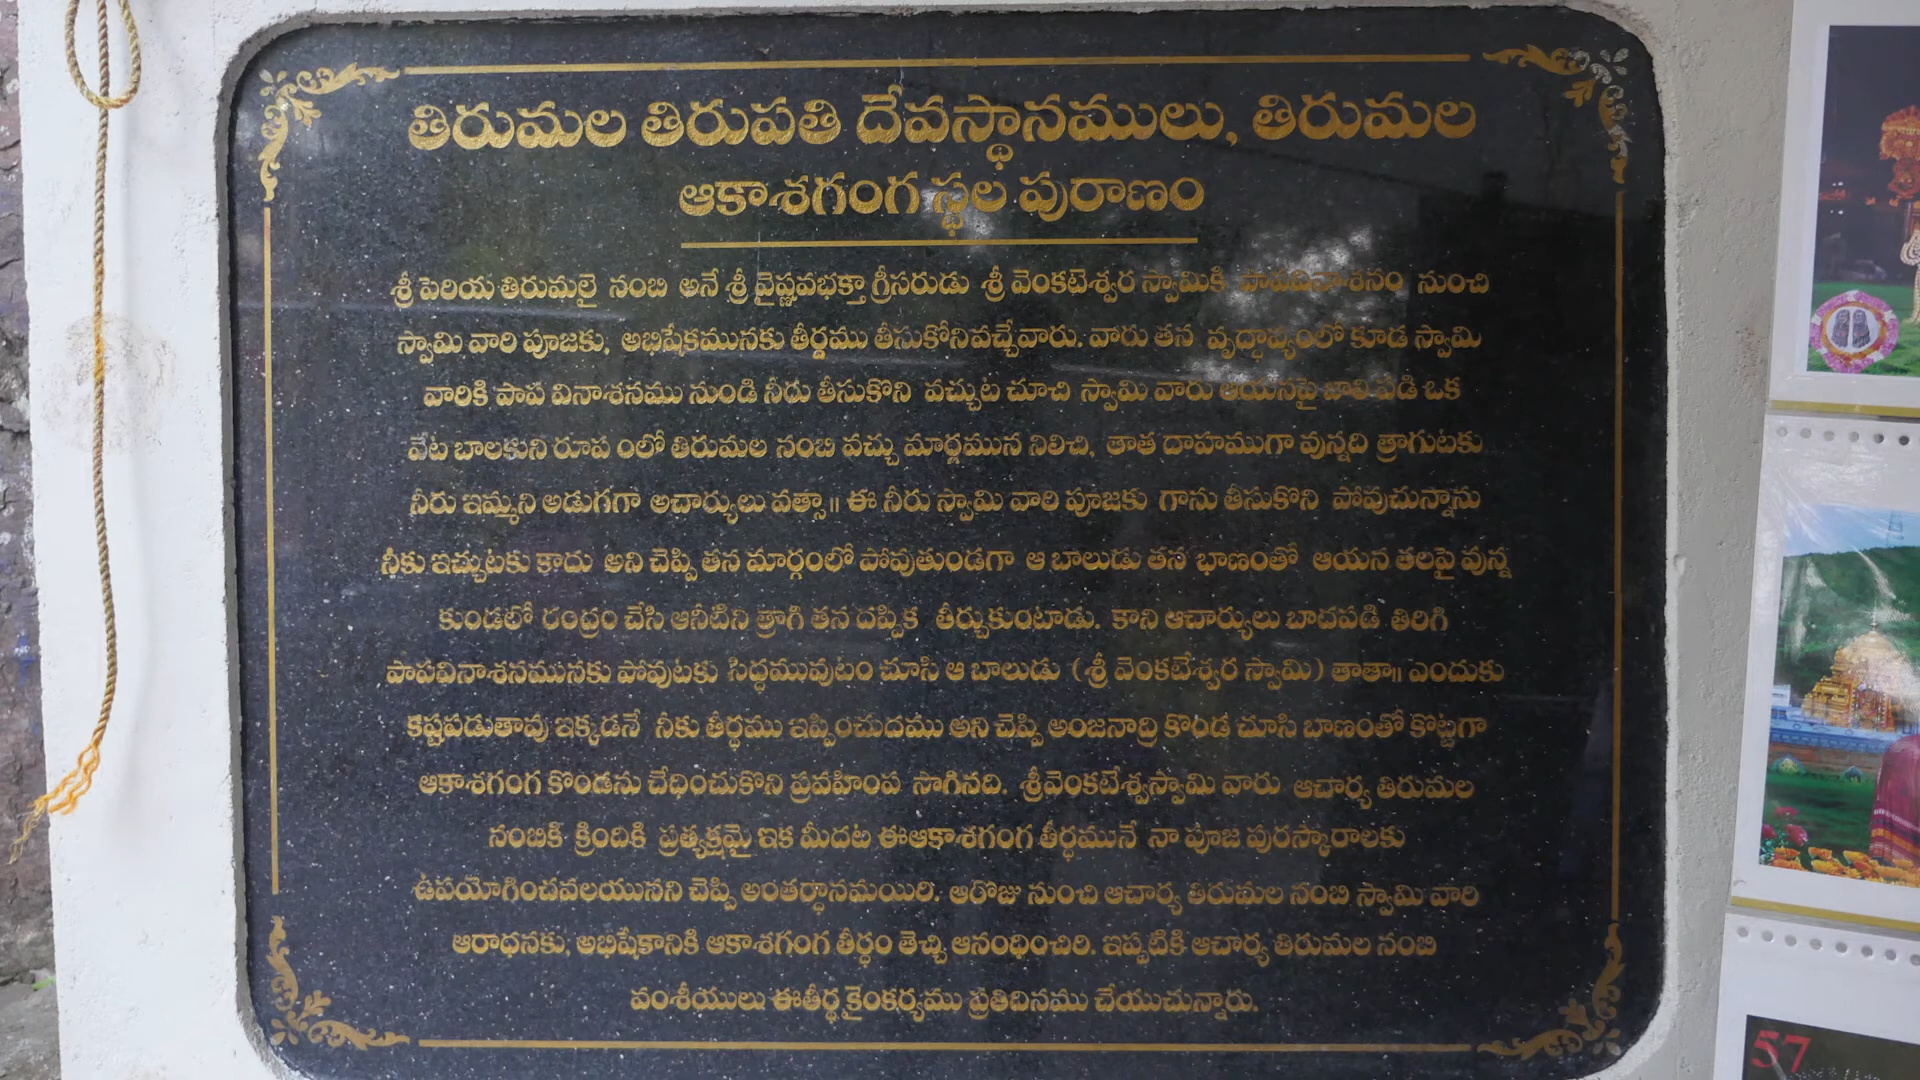 తిరుమల తిరుపతి దేవస్థానములు, తిరుమల
ఆకాశగంగ స్థల పురాణం
శ్రీ పెరియ తిరుమలై నంబి అనే శ్రీ వైష్ణవభక్తా గ్రేసరుడు శ్రీ వెంకటేశ్వర స్వామికి పాపవినాశనం నుంచి
స్వామి వారి పూజకు, అభిషేకమునకు తీర్థము తీసుకోనివచ్చేవారు. వారు తన వృద్ధాప్యంలో కూడ స్వామి
వారికి పాప వినాశనము నుండి నీరు తీసుకొని వచ్చుట చూచి స్వామి వారు ఆయనపై జాలి పడి ఒక
వేట బాలకుని రూప ంలో తిరుమల నంబి వచ్చు మార్గమున నిలిచి, తాత దాహముగా వున్నది త్రాగుటకు
నీరు ఇమ్మని అడుగగా అచార్యులు వత్సా॥ ఈ నీరు స్వామి వారి పూజకు గాను తీసుకొని పోవుచున్నాను
నీకు ఇచ్చుటకు కాదు అని చెప్పి తన మార్గంలో పోవుతుండగా ఆ బాలుడు తన భాణంతో ఆయన తలపై వున్న
కుండలో రంధ్రం చేసి ఆనీటిని త్రాగి తన దప్పిక తీర్చుకుంటాడు. కాని ఆచార్యులు బాదపడి తిరిగి
పాపవినాశనమునకు పోవుటకు సిద్ధమువుటం చూసి ఆ బాలుడు (శ్రీ వెంకటేశ్వర స్వామి) తాతా॥ ఎందుకు
కష్టపడుతావు ఇక్కడనే నీకు తీర్థము ఇప్పించుదము అని చెప్పి అంజనాద్రి కొండ చూసి బాణంతో కొట్టగా
ఆకాశగంగ కొండను చేధించుకొని ప్రవహింప సాగినది. శ్రీవెంకటేశ్వస్వామి వారు ఆచార్య తిరుమల
నంబికి క్రిందికి ప్రత్యక్షమై ఇక మీదట ఈఆకాశగంగ తీర్థమునే నా పూజ పురస్కారాలకు
ఉపయోగించవలయునని చెప్పి అంతర్ధానమయిరి. ఆరోజు నుంచి ఆచార్య తిరుమల నంబి స్వామి వారి
ఆరాధనకు, అభిషేకానికి ఆకాశగంగ తీర్థం తెచ్చి ఆనందించిరి. ఇప్పటికి ఆచార్య తిరుమల నంబి
వంశీయులు ఈతీర్థ కైంకర్యము ప్రతిదినము చేయుచున్నారు.
57